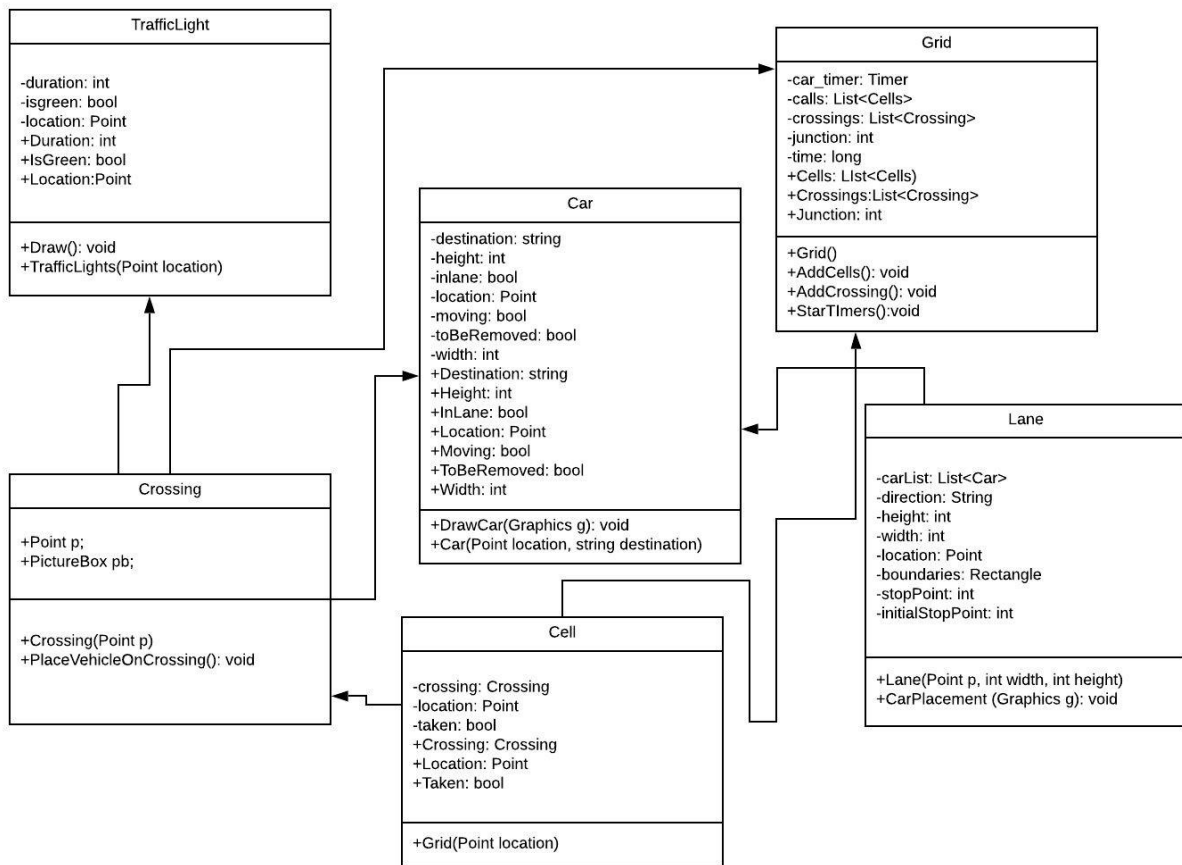 TrafficLight
-duration: int
-isgreen: bool
-location: Point
+Duration: int
+IsGreen: bool
+Location:Point
+Draw(): void
+TrafficLights(Point location)
Grid
-car_timer: Timer
-calls: List<Cells>
-crossings: List<Crossing>
-junction: int
-time: long
+Cells: LIst<Cells)
+Crossings:List<Crossing>
+Junction: int
+Grid()
+AddCells(): void
+AddCrossing(): void
+StarTImers():void
Car
-destination: string
-height: int
-inlane: bool
-location: Point
-moving: bool
-toBeRemoved: bool
-width: int
+Destination: string
+Height: int
+InLane: bool
+Location: Point
+Moving: bool
+ToBeRemoved: bool
+Width: int
+DrawCar(Graphics g): void
+Car(Point location, string destination)
Lane
-carList: List<Car>
-direction: String
-height: int
-width: int
-location: Point
-boundaries: Rectangle
-stopPoint: int
-initialStopPoint: int
+Lane(Point p, int width, int height)
+CarPlacement (Graphics g): void
Crossing
+Point p;
+PictureBox pb;
+Crossing(Point p)
+PlaceVehicleOnCrossing(): void
Cell
-crossing: Crossing
-location: Point
-taken: bool
+Crossing: Crossing
+Location: Point
+Taken: bool
+Grid(Point location)